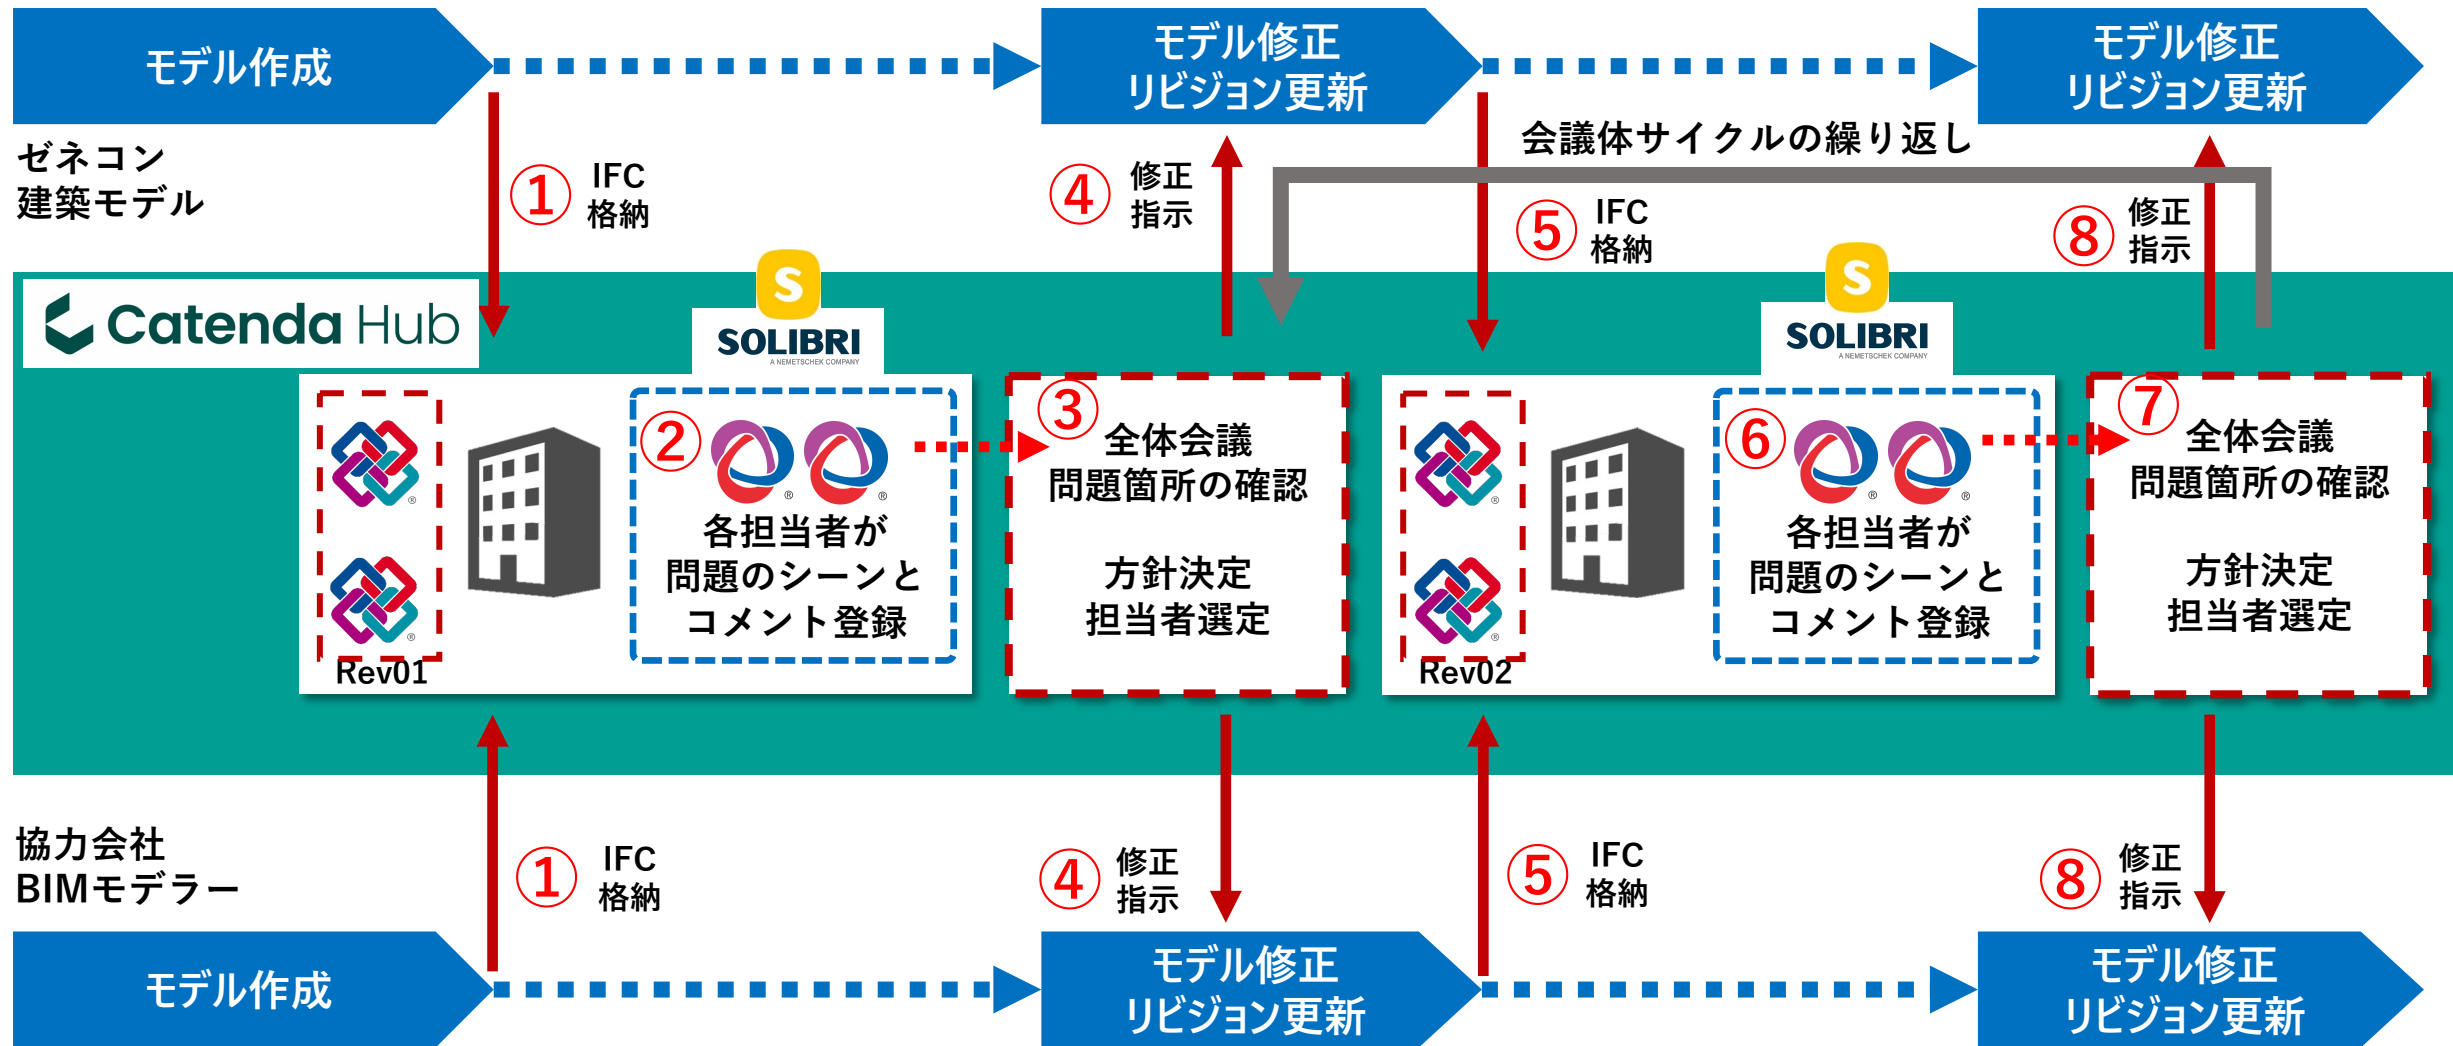 モデル作成
モデル修正
リビジョン更新
モデル修正
リビジョン更新
ゼネコン
建築モデル
①
IFC
格納
④
修正
指示
会議体サイクルの繰り返し
⑤
IFC
格納
⑧
修正
指示
Catenda Hub
S
SOLIBRI
A NEMETSCHEK COMPANY
S
SOLIBRI
A NEMETSCHEK COMPANY
®
®
Rev01
②
®
®
各担当者が
問題のシーンと
コメント登録
③
全体会議
問題箇所の確認
方針決定
担当者選定
®
®
Rev02
⑥
®
®
各担当者が
問題のシーンと
コメント登録
⑦
全体会議
問題箇所の確認
方針決定
担当者選定
協力会社
BIMモデラー
①
IFC
格納
④
修正
指示
⑤
IFC
格納
⑧
修正
指示
モデル作成
モデル修正
リビジョン更新
モデル修正
リビジョン更新